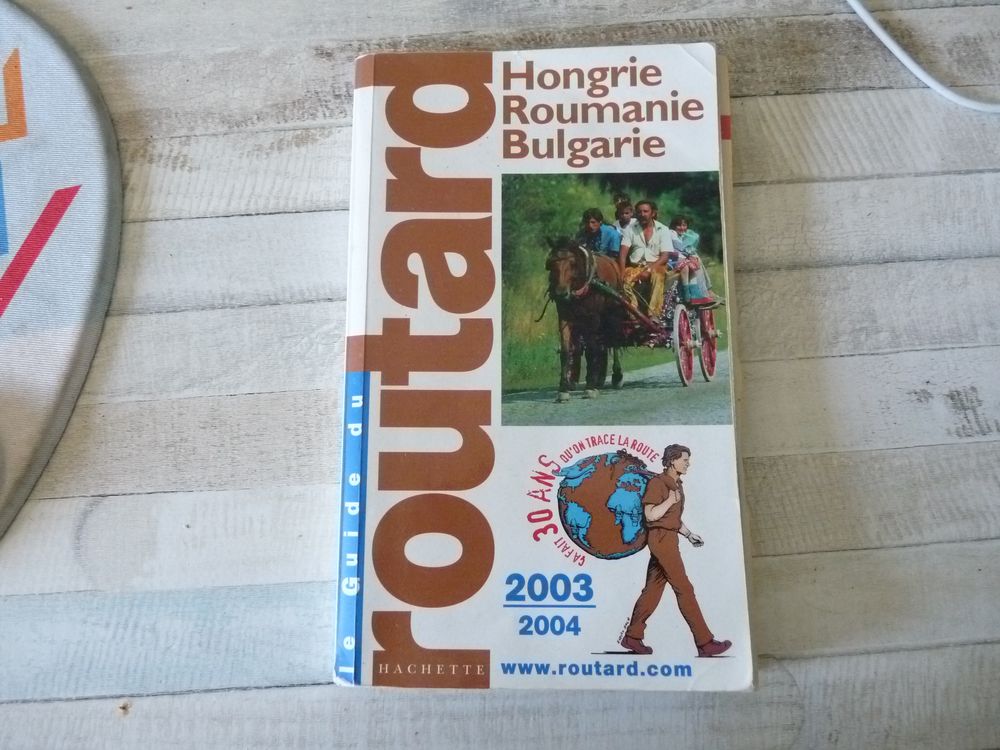 le Guide du
routard
Hongrie
Roumanie
Bulgarie
ÇA FAIT 30 ANS QU'ON TRACE LA ROUTE
2003
2004
HACHETTE
www.routard.com